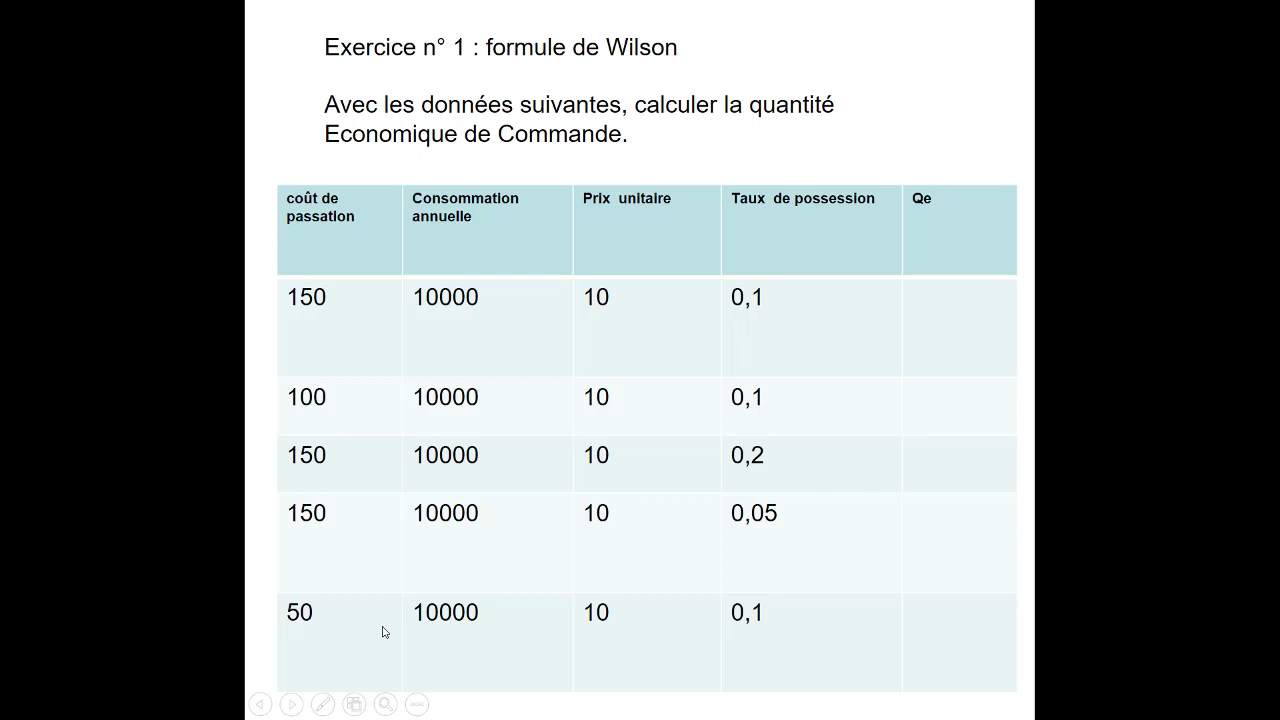 Exercice n° 1 : formule de Wilson
Avec les données suivantes, calculer la quantité
Economique de Commande.
coût de passation Consommation annuelle Prix unitaire Taux de possession Qe
150 10000 10 0,1
100 10000 10 0,1
150 10000 10 0,2
150 10000 10 0,05
50 10000 10 0,1